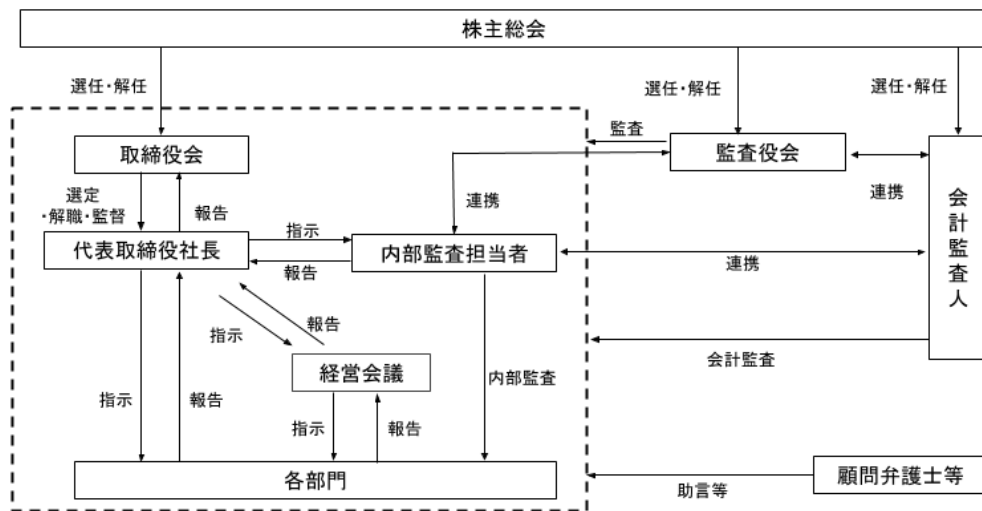 株主総会
選任・解任
選任・解任
選任・解任
取締役会
監査
監査役会
選定
・解職・監督
報告
連携
連携
会計監査人
代表取締役社長
指示
報告
内部監査担当者
連携
指示
報告
経営会議
会計監査
内部監査
指示
報告
指示
報告
各部門
助言等
顧問弁護士等